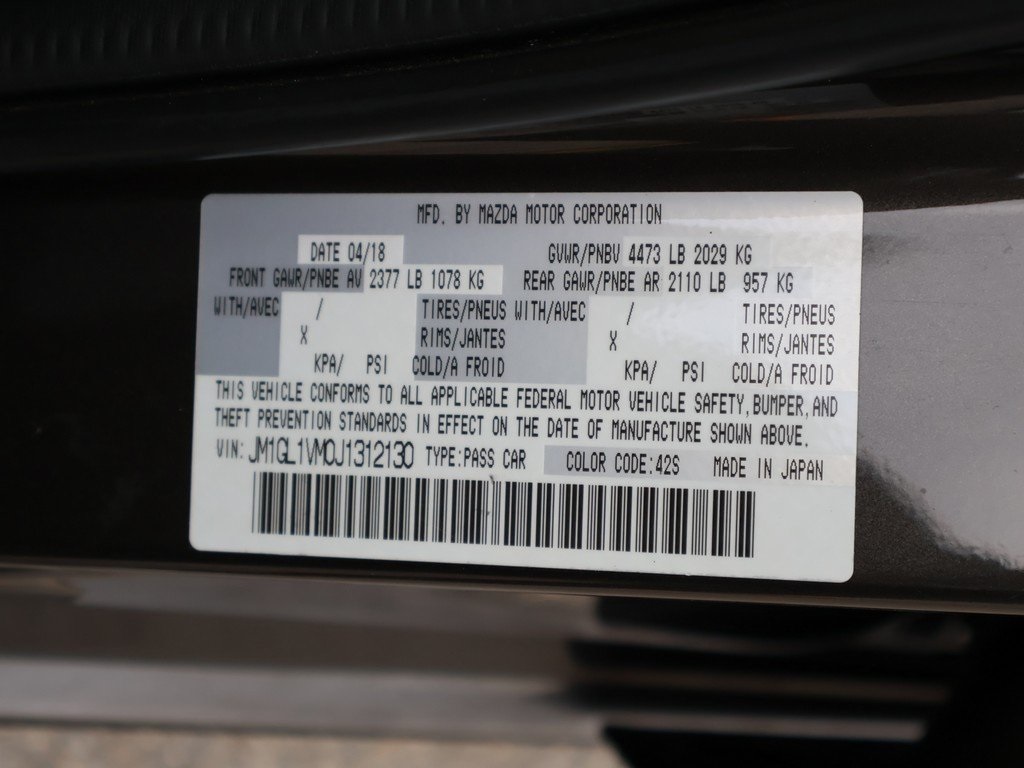 MFD. BY MAZDA MOTOR CORPORATION
DATE 04/18 GVWR/PNBV 4473 LB 2029 KG
FRONT GAWR/PNBE AV 2377 LB 1078 KG REAR GAWR/PNBE AR 2110 LB 957 KG
WITH/AVEC / TIRES/PNEUS WITH/AVEC / TIRES/PNEUS
X RIMS/JANTES X RIMS/JANTES
KPA/ PSI COLD/A FROID KPA/ PSI COLD/A FROID
THIS VEHICLE CONFORMS TO ALL APPLICABLE FEDERAL MOTOR VEHICLE SAFETY, BUMPER, AND
THEFT PREVENTION STANDARDS IN EFFECT ON THE DATE OF MANUFACTURE SHOWN ABOVE.
VIN: JM1GL1VM0J1312130 TYPE:PASS CAR COLOR CODE:42S MADE IN JAPAN